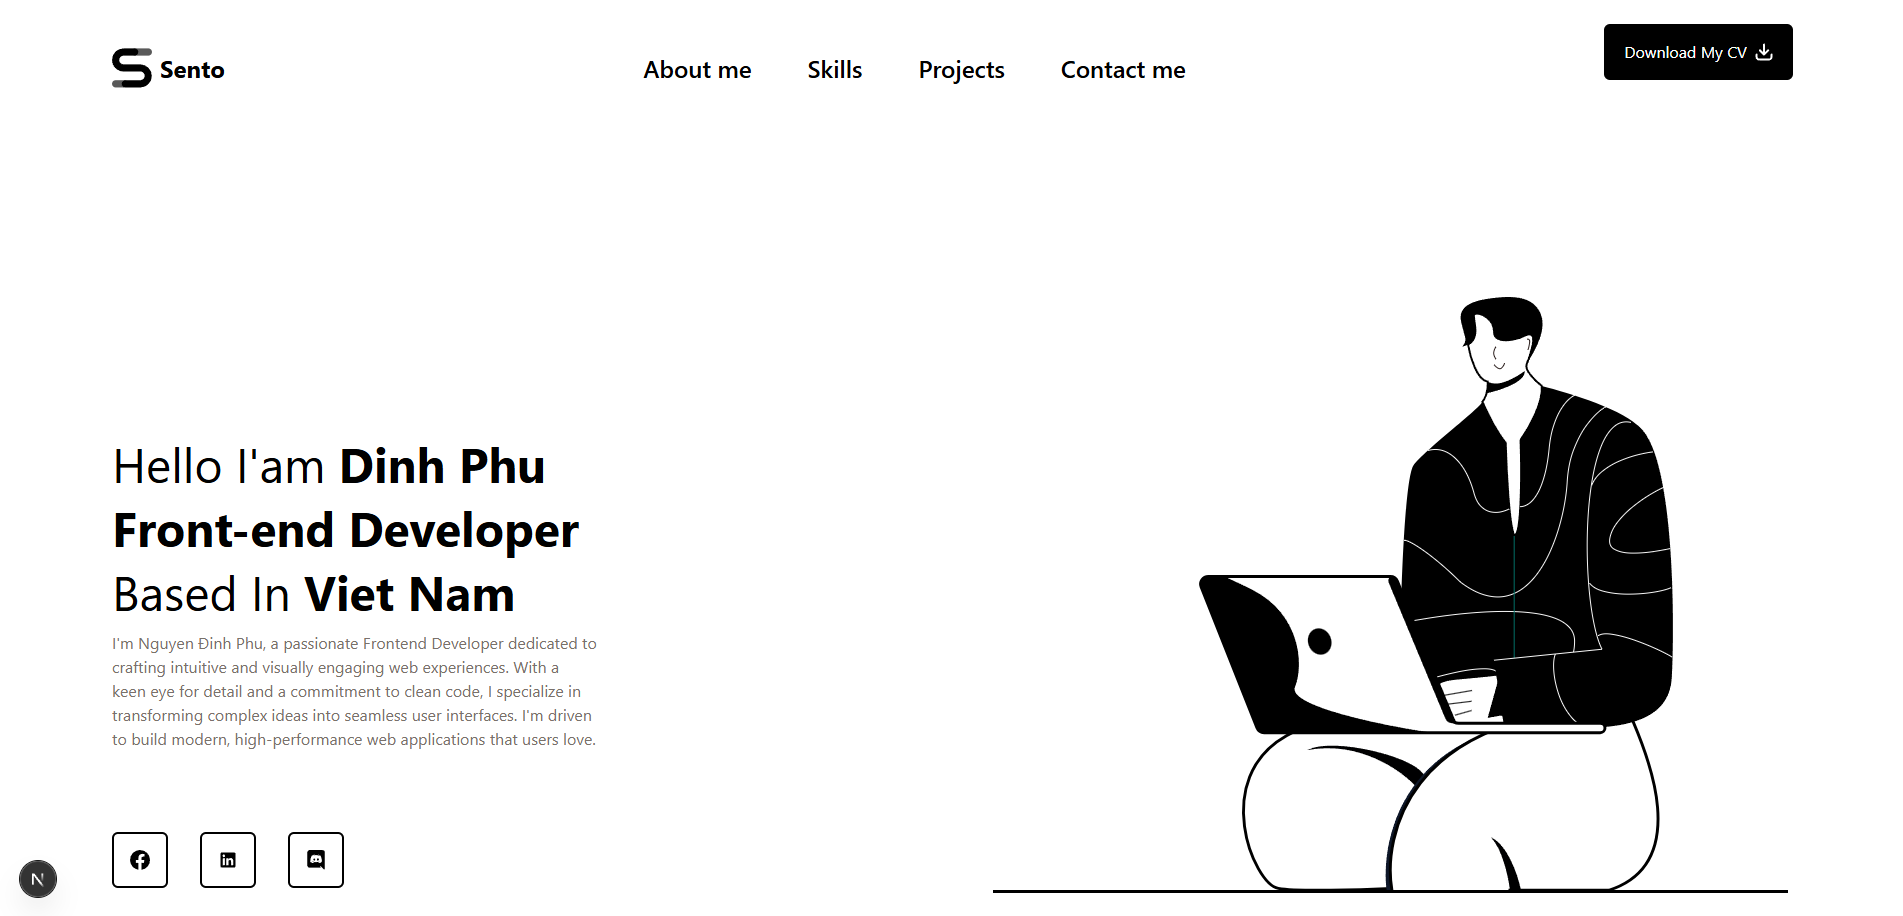 Sento
About me
Skills
Projects
Contact me
Download My CV
Hello I'am Dinh Phu
Front-end Developer
Based In Viet Nam
I'm Nguyen Đinh Phu, a passionate Frontend Developer dedicated to
crafting intuitive and visually engaging web experiences. With a
keen eye for detail and a commitment to clean code, I specialize in
transforming complex ideas into seamless user interfaces. I'm driven
to build modern, high-performance web applications that users love.
in
N